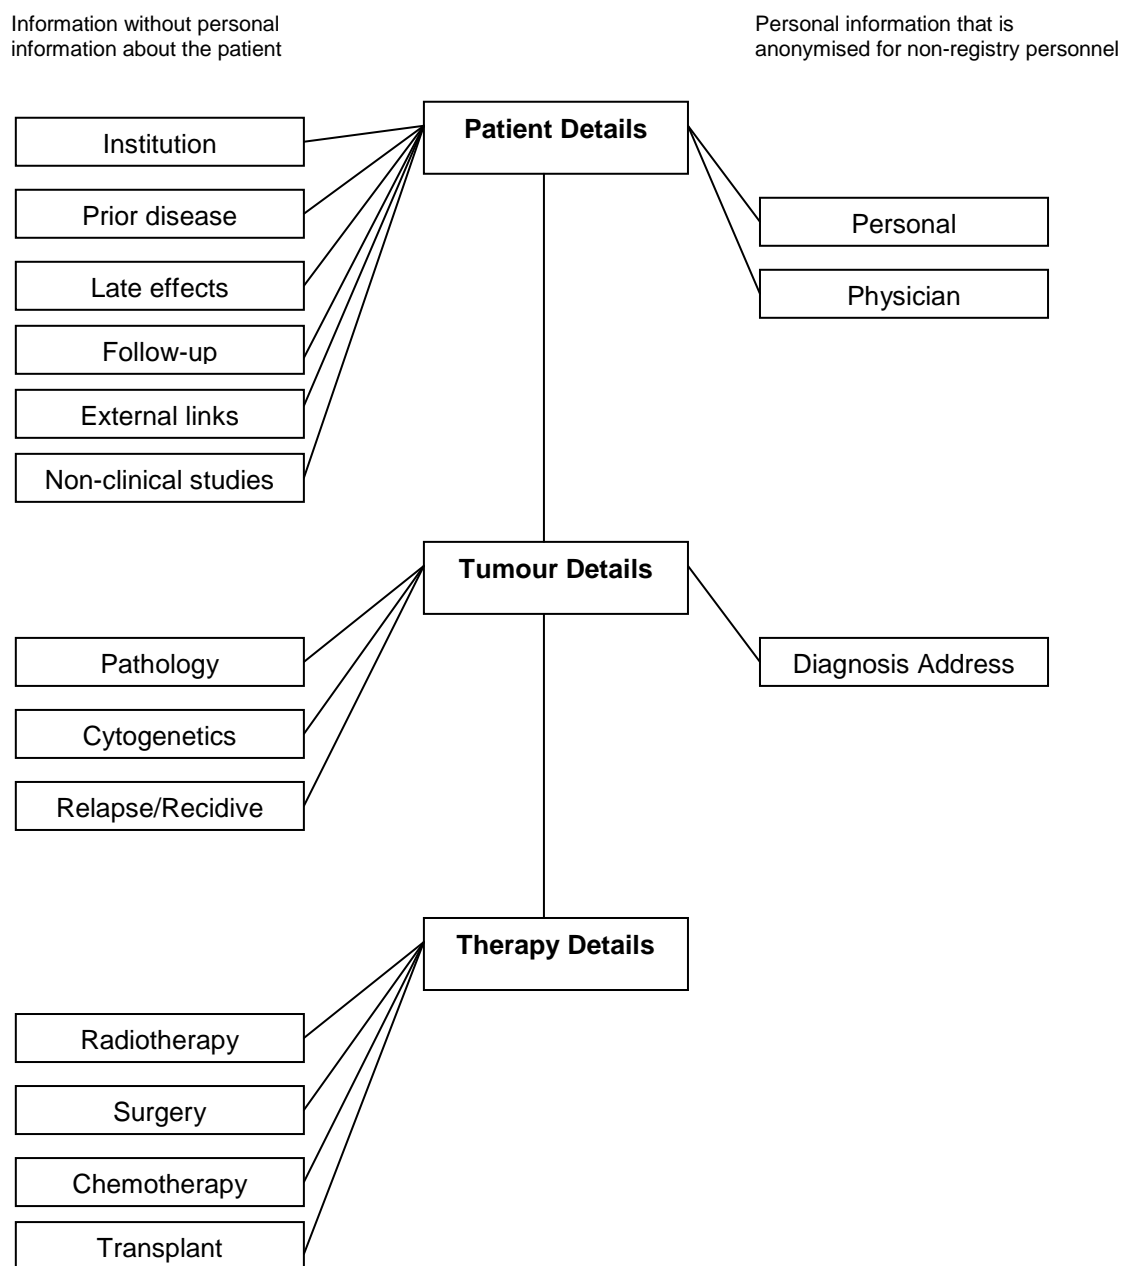 Information without personal
information about the patient
Personal information that is
anonymised for non-registry personnel
Patient Details
Institution
Prior disease
Late effects
Follow-up
External links
Non-clinical studies
Personal
Physician
Tumour Details
Pathology
Cytogenetics
Relapse/Recidive
Diagnosis Address
Therapy Details
Radiotherapy
Surgery
Chemotherapy
Transplant